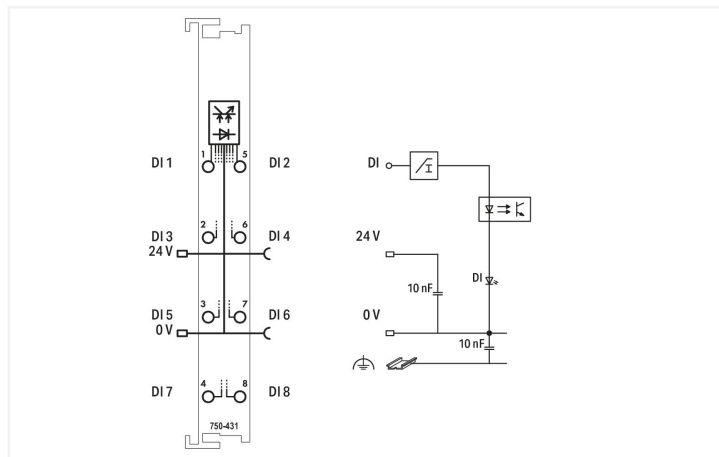 1 5
DI 1 DI 2 DI
2 6
DI 3 DI 4 24 V
24 V
DI
10 nF
3 7
DI 5 DI 6 0 V
0 V
10 nF
4 8
DI 7 DI 8
750-431